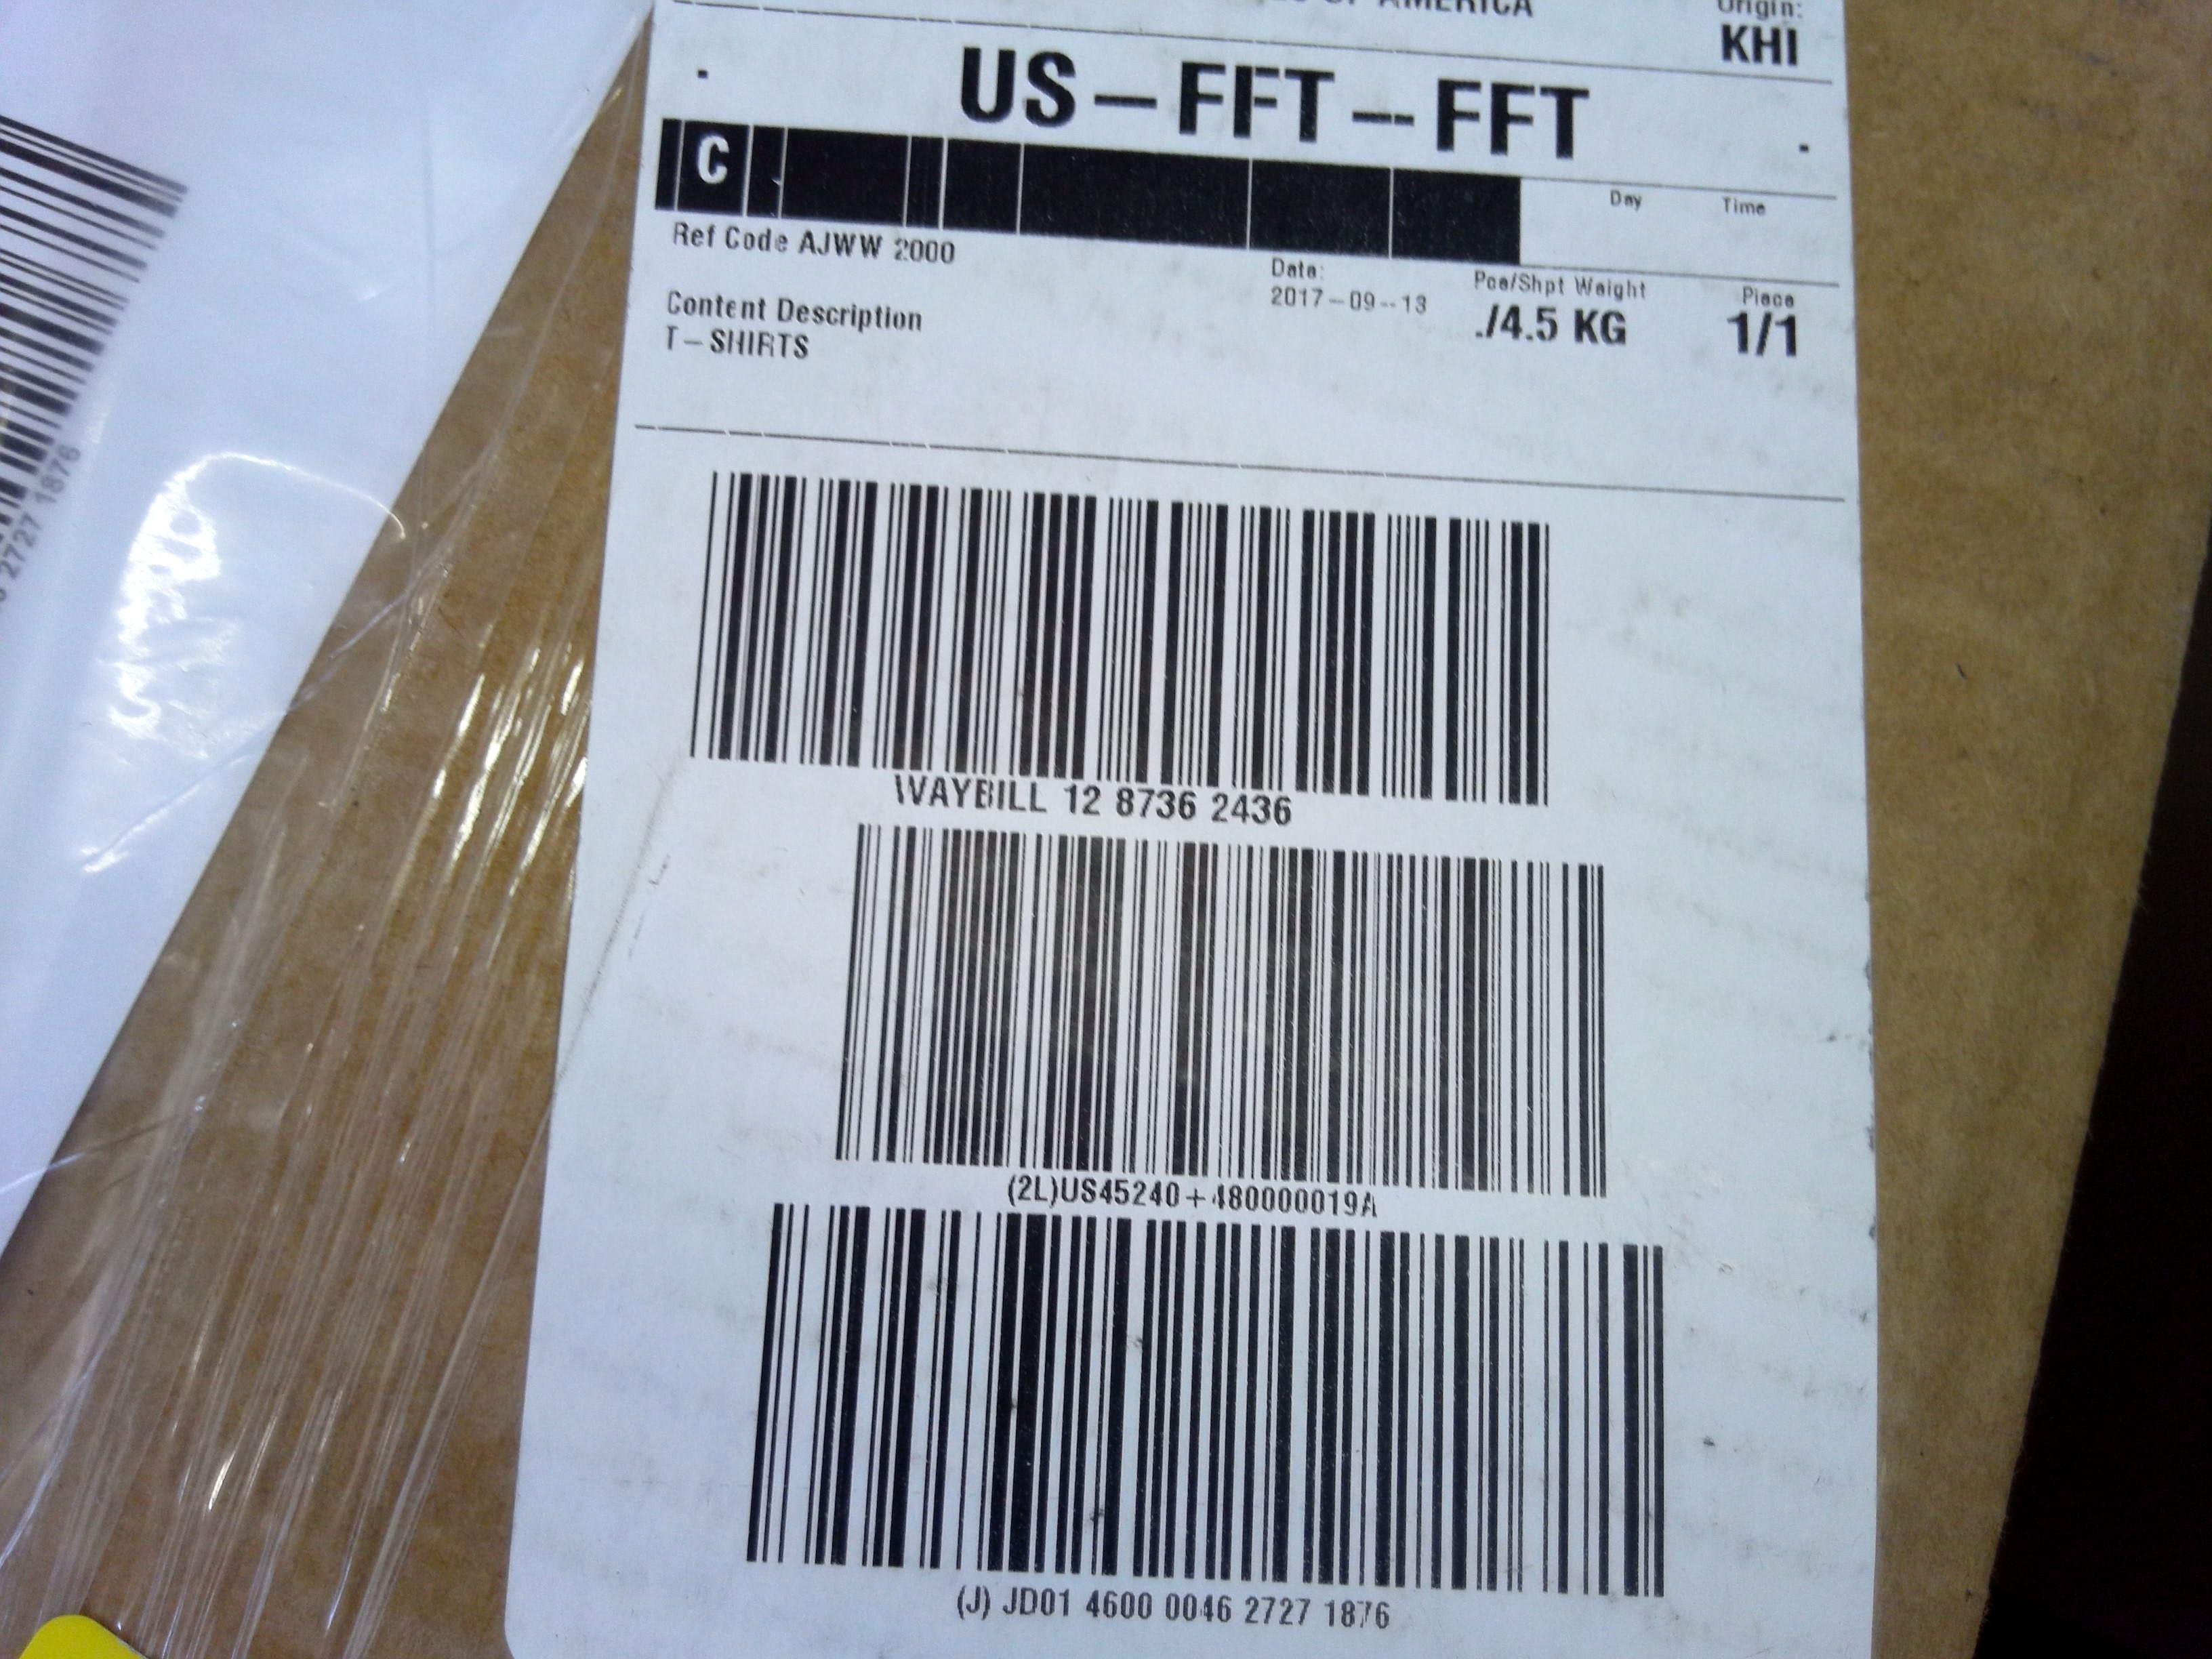 OF AMERICA
Origin:
KHI
US-FFT-FFT
C
Day Time
Ref Code AJWW 2000
Date:
2017-09-13
Pce/Shpt Weight
./4.5 KG
Piece
1/1
Content Description
T-SHIRTS
WAYBILL 12 8736 2436
(2L)US45240+480000019A
(J) JD01 4600 0046 2727 1876
2727 1876